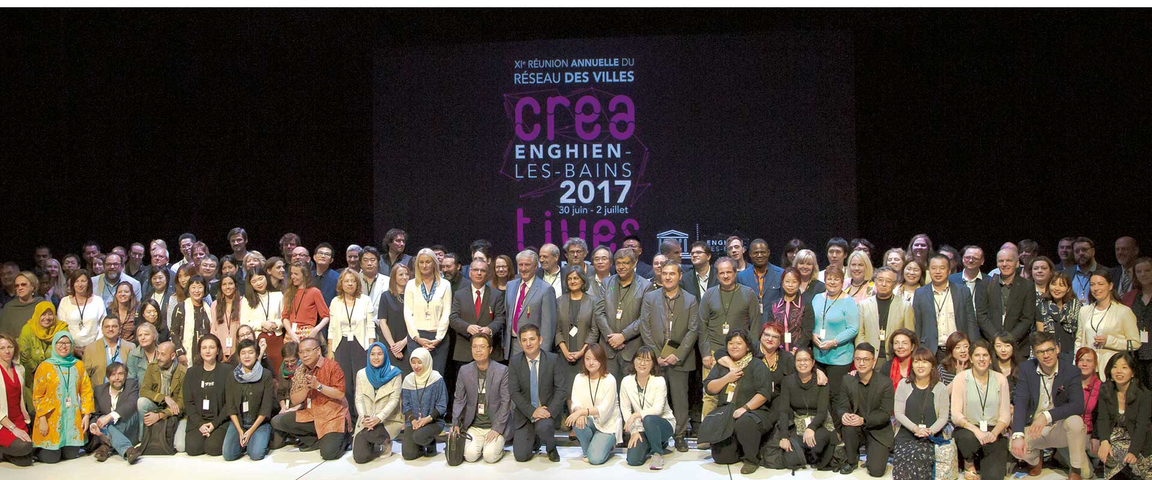 XIe RÉUNION ANNUELLE DU
RÉSEAU DES VILLES
crea
ENGHIEN-
LES-BAINS
2017
30 juin - 2 juillet
tives